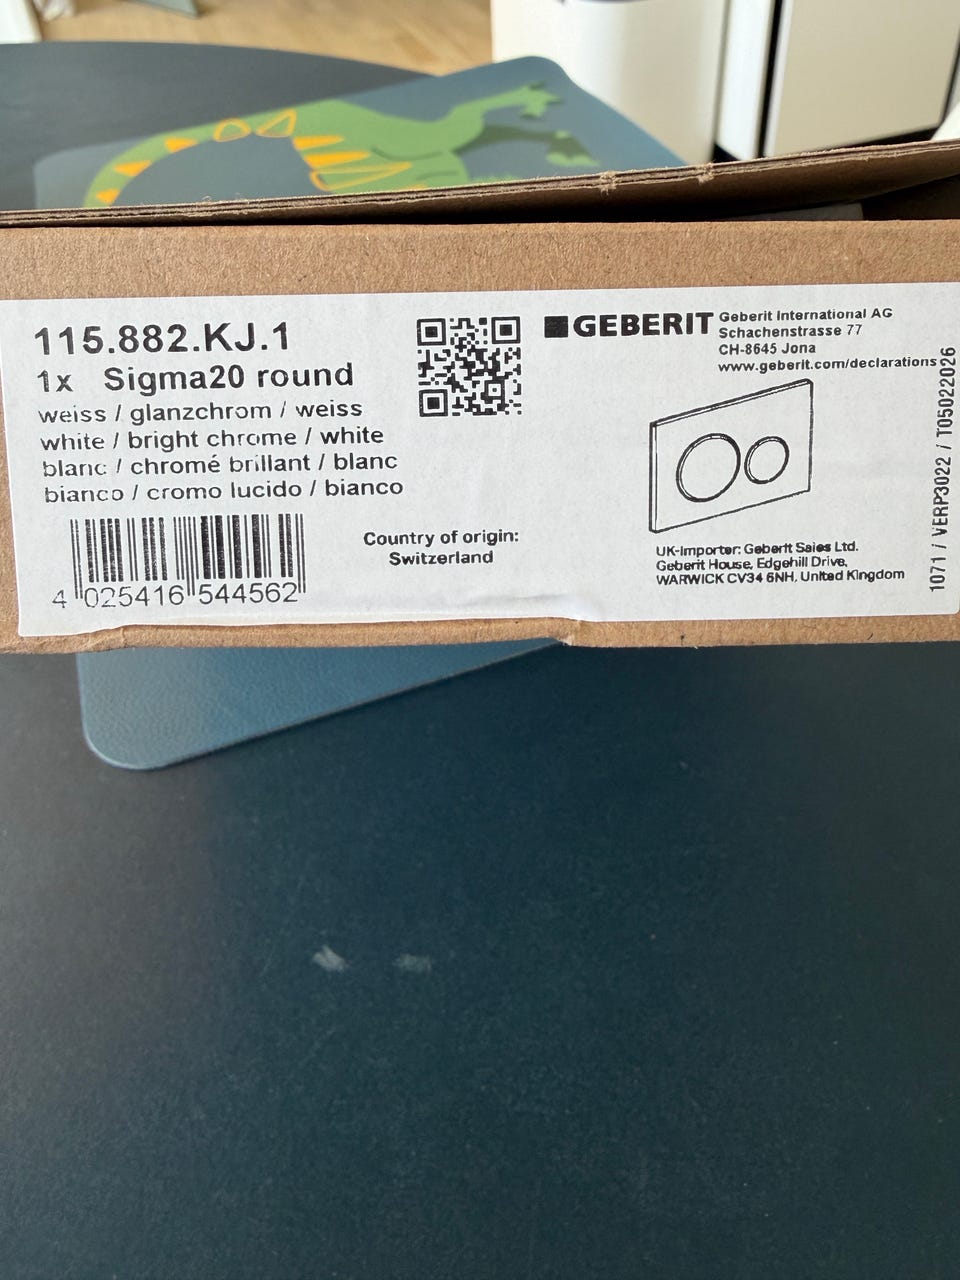 115.882.KJ.1
1x Sigma20 round
weiss / glanzchrom / weiss
white / bright chrome / white
blanc / chromé brillant / blanc
bianco / cromo lucido / bianco
4 025416 544562
Country of origin:
Switzerland
GEBERIT
Geberit International AG
Schachenstrasse 77
CH-8645 Jona
www.geberit.com/declarations
UK-Importer: Geberit Sales Ltd.
Geberit House, Edgehill Drive,
WARWICK CV34 6NH, United Kingdom
1071 / VERP3022 / T05022026